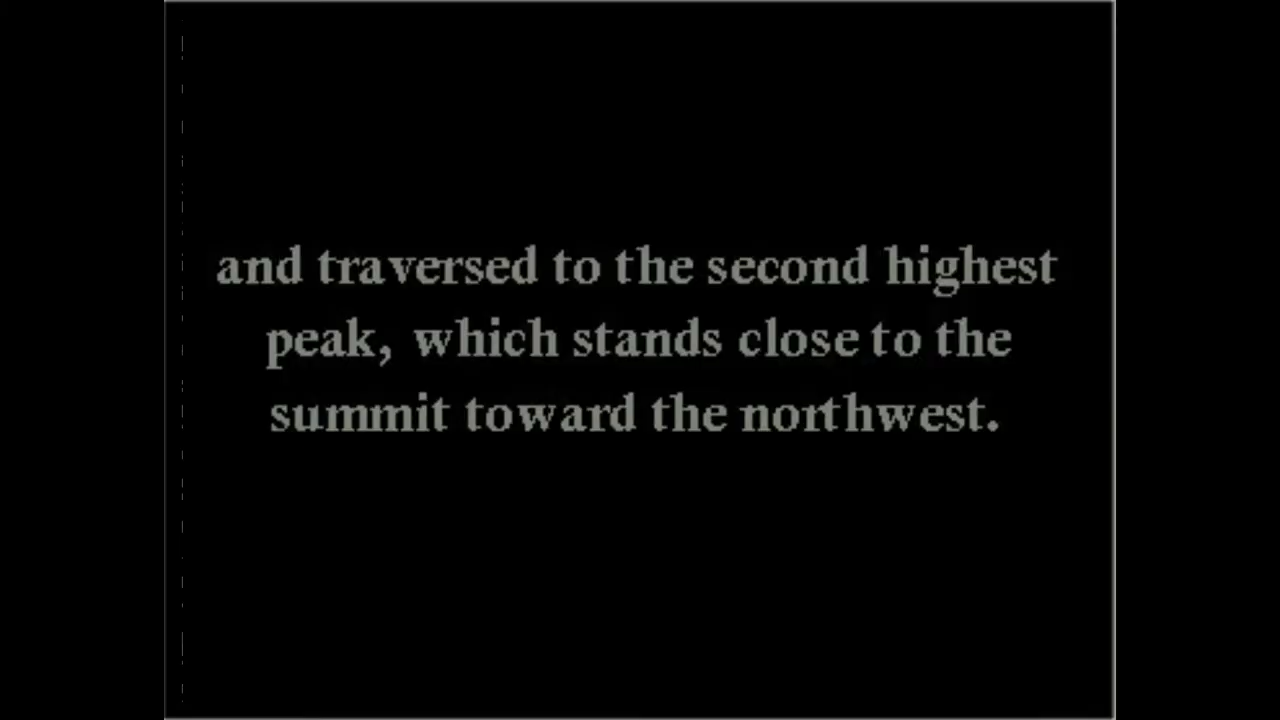 and traversed to the second highest
peak, which stands close to the
summit toward the northwest.